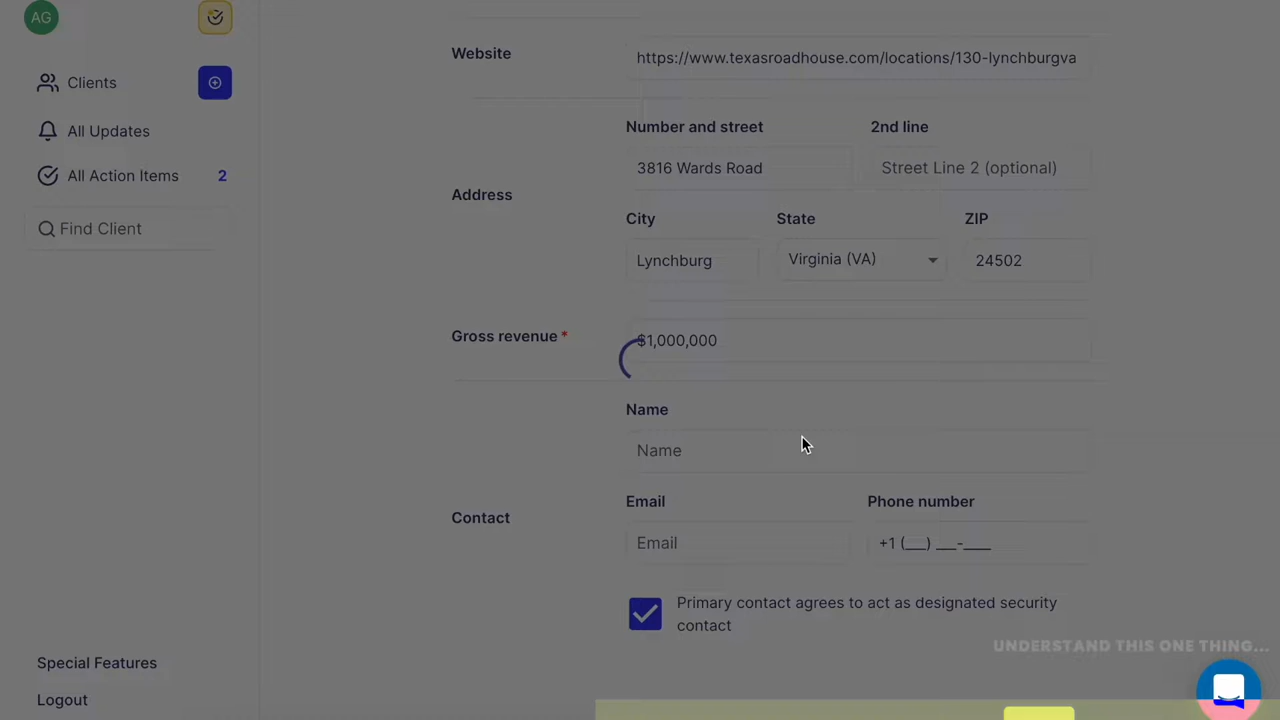 AG
Clients
All Updates
All Action Items 2
Find Client
Special Features
Logout
Website
https://www.texasroadhouse.com/locations/130-lynchburgva
Address
Number and street
2nd line
3816 Wards Road
Street Line 2 (optional)
City
State
ZIP
Lynchburg
Virginia (VA)
24502
Gross revenue *
$1,000,000
Contact
Name
Name
Email
Phone number
Email
+1 (___) ___-____
Primary contact agrees to act as designated security
contact
UNDERSTAND THIS ONE THING...